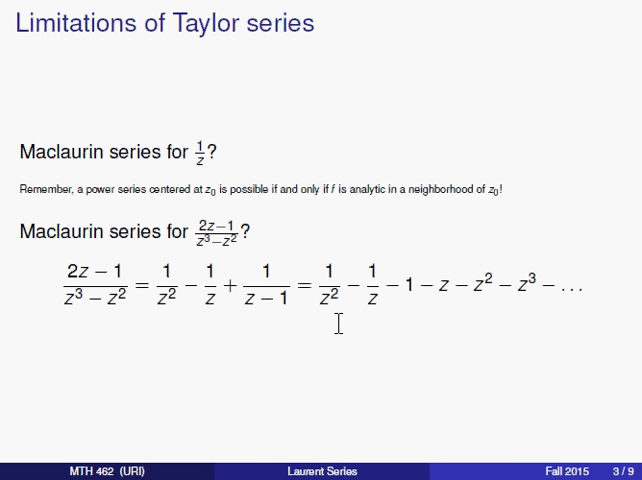 Limitations of Taylor series
Maclaurin series for 1/z?
Remember, a power series centered at z₀ is possible if and only if f is analytic in a neighborhood of z₀!
Maclaurin series for (2z−1)/(z³−z²)?
(2z − 1)/(z³ − z²) = 1/z² − 1/z + 1/(z − 1) = 1/z² − 1/z − 1 − z − z² − z³ − . . .
MTH 462 (URI) Laurent Series Fall 2015 3 / 9